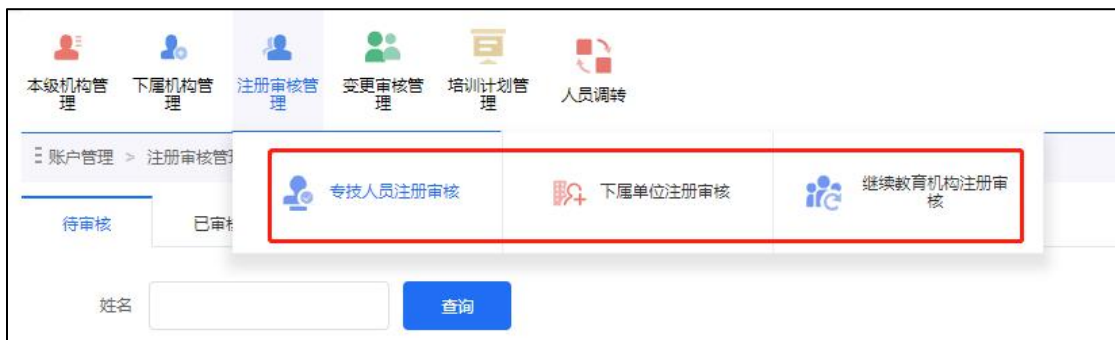 本级机构管
理
下属机构管
理
注册审核管
理
变更审核管
理
培训计划管
理
人员调转
账户管理 > 注册审核管
专技人员注册审核
下属单位注册审核
继续教育机构注册审
核
待审核
已审
姓名
查询